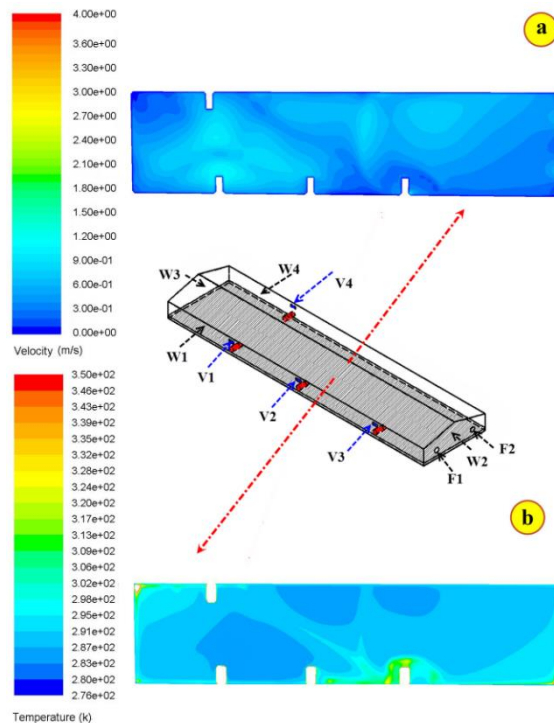 a
4.00e+00
3.60e+00
3.30e+00
3.00e+00
2.70e+00
2.40e+00
2.10e+00
1.80e+00
1.50e+00
1.20e+00
9.00e-01
6.00e-01
3.00e-01
0.00e+00
Velocity (m/s)
W3
W4
V4
W1
V1
V2
V3
F2
W2
F1
3.50e+02
3.46e+02
3.43e+02
3.39e+02
3.35e+02
3.31e+02
3.28e+02
3.24e+02
3.20e+02
3.17e+02
3.13e+02
3.09e+02
3.06e+02
3.02e+02
2.98e+02
2.95e+02
2.91e+02
2.87e+02
2.83e+02
2.80e+02
2.76e+02
Temperature (k)
b